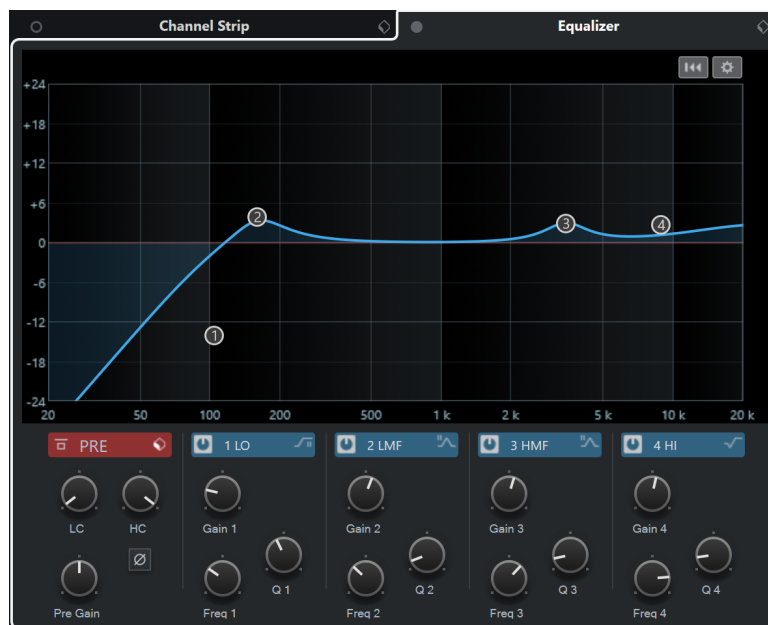 Channel Strip
Equalizer
+24
+18
+12
+6
0
-6
-12
-18
-24
2
3
4
1
20 50 100 200 500 1 k 2 k 5 k 10 k 20 k
PRE 1 LO 2 LMF 3 HMF 4 HI
LC HC Gain 1 Gain 2 Gain 3 Gain 4
Q 1 Q 2 Q 3 Q 4
Pre Gain Ø Freq 1 Freq 2 Freq 3 Freq 4